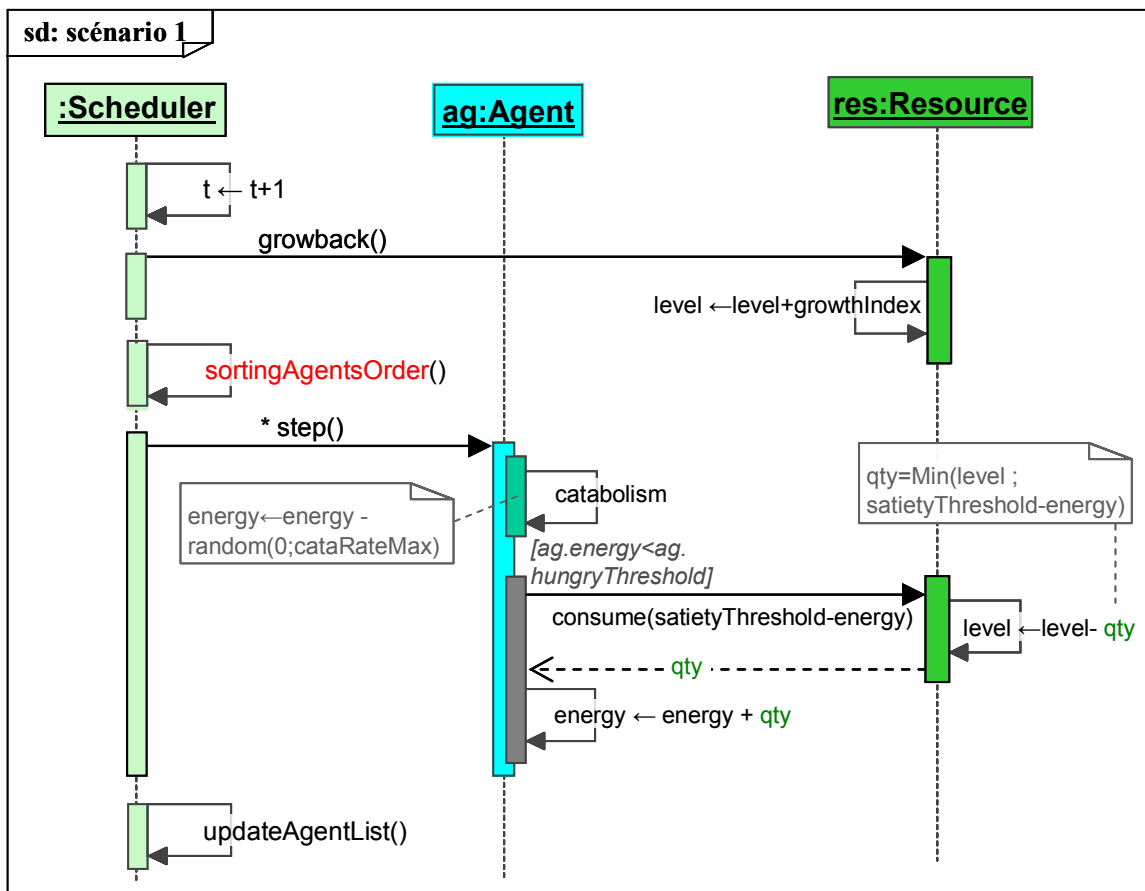 sd: scénario 1
:Scheduler
ag:Agent
res:Resource
t ← t+1
growback()
level ←level+growthIndex
sortingAgentsOrder()
* step()
qty=Min(level ;
satietyThreshold-energy)
catabolism
energy←energy -
random(0;cataRateMax)
[ag.energy<ag.
hungryThreshold]
consume(satietyThreshold-energy)
level ←level- qty
qty
energy ← energy + qty
updateAgentList()